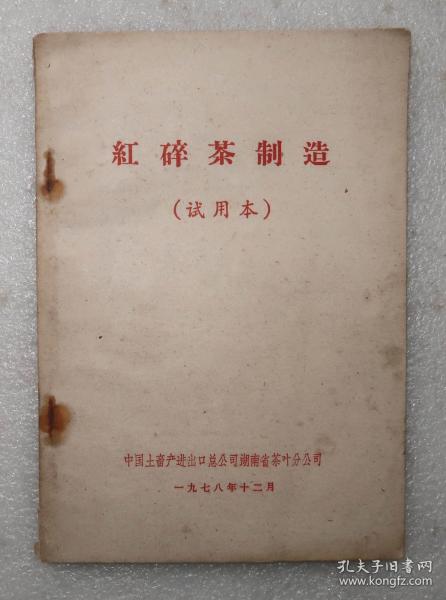 紅碎茶制造
(试用本)
中国土畜产进出口总公司湖南省茶叶分公司
一九七八年十二月
孔夫子旧书网
www.kongfz.com